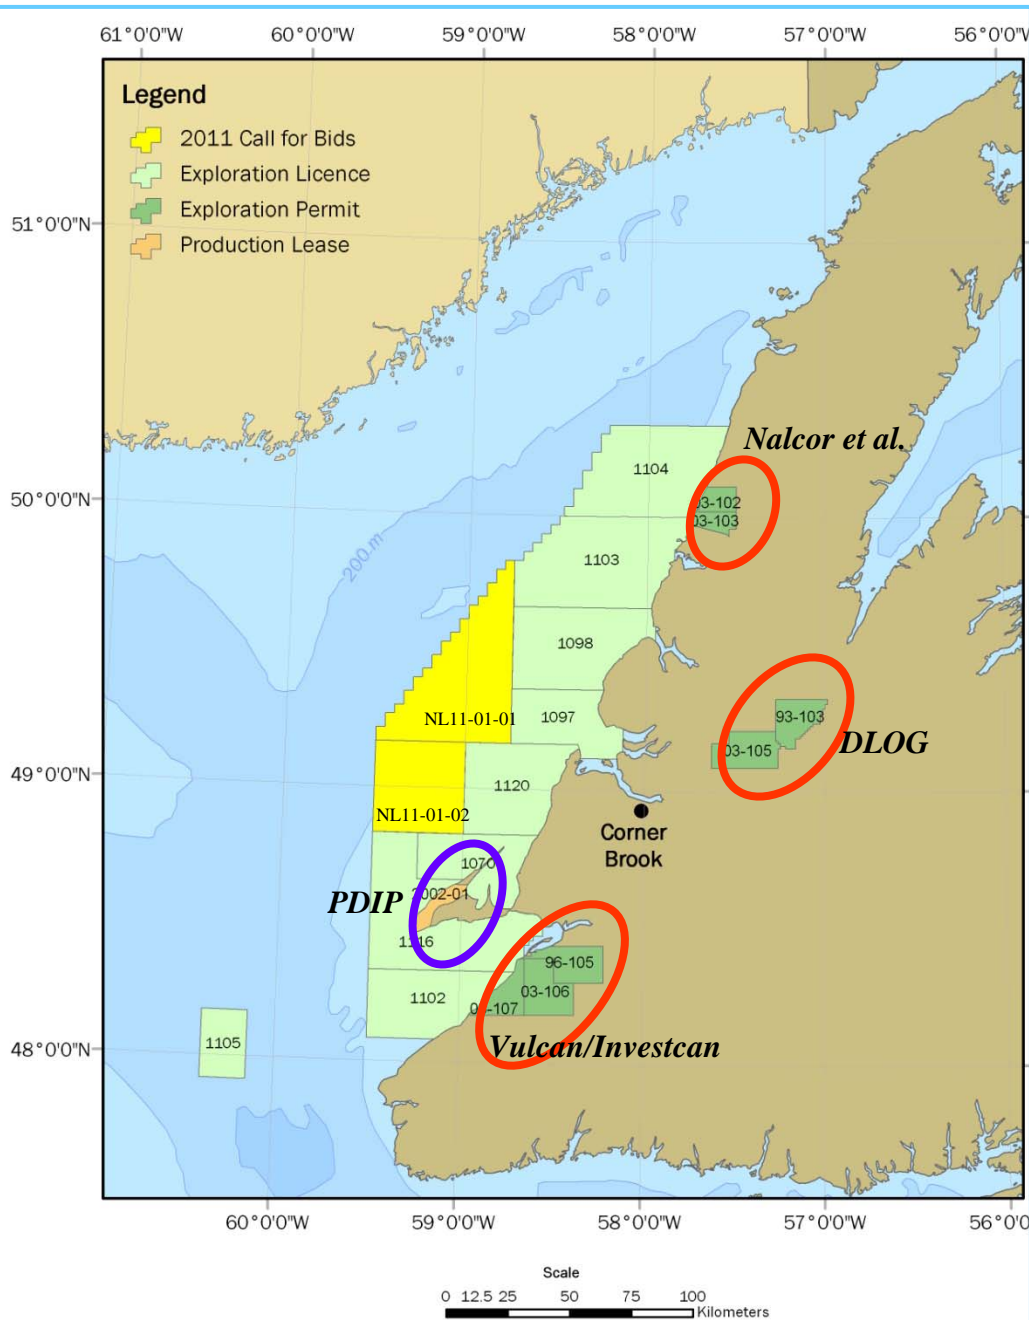 61°0'0"W 60°0'0"W 59°0'0"W 58°0'0"W 57°0'0"W 56°0'0"W
Legend
2011 Call for Bids
Exploration Licence
51°0'0"N
Exploration Permit
Production Lease
Nalcor et al.
1104
50°0'0"N
03-102
03-103
200 m
1103
1098
NL11-01-01
1097
93-103
DLOG
03-105
49°0'0"N
1120
NL11-01-02
Corner
Brook
1070
PDIP
2002-01
1116
96-105
03-106
1102
-107
Vulcan/Investcan
1105
48°0'0"N
60°0'0"W 59°0'0"W 58°0'0"W 57°0'0"W 56°0'0
Scale
0 12.5 25 50 75 100
Kilometers